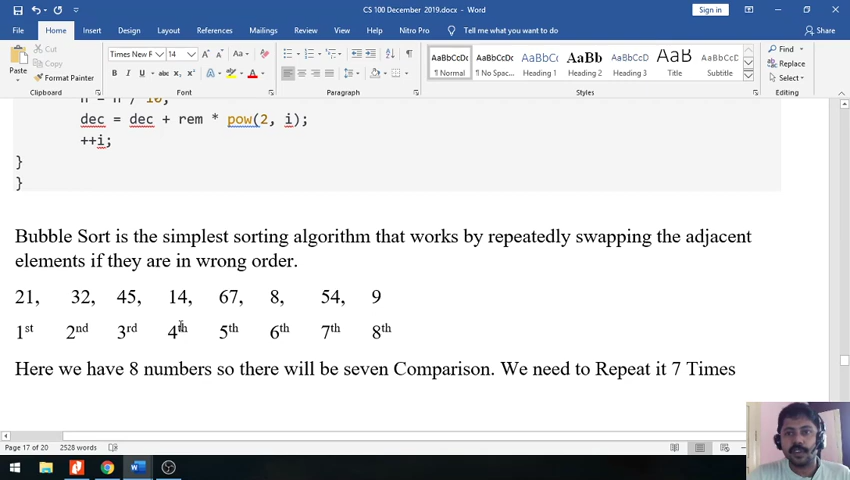 CS 100 December 2019.docx - Word
Sign in
File Home Insert Design Layout References Mailings Review View Help Nitro Pro Tell me what you want to do Share
Paste
Cut
Copy
Format Painter
Clipboard
Times New R 14
Font
Paragraph
AaBbCcDd AaBbCcDd AaBbCc AaBb AaBbCcD AaB AaBbCcD
¶ Normal ¶ No Spac... Heading 1 Heading 2 Heading 3 Title Subtitle
Styles
Find
Replace
Select
Editing
n = n / 10;
dec = dec + rem * pow(2, i);
++i;
}
}
Bubble Sort is the simplest sorting algorithm that works by repeatedly swapping the adjacent
elements if they are in wrong order.
21, 32, 45, 14, 67, 8, 54, 9
1st 2nd 3rd 4th 5th 6th 7th 8th
Here we have 8 numbers so there will be seven Comparison. We need to Repeat it 7 Times
Page 17 of 20 2528 words